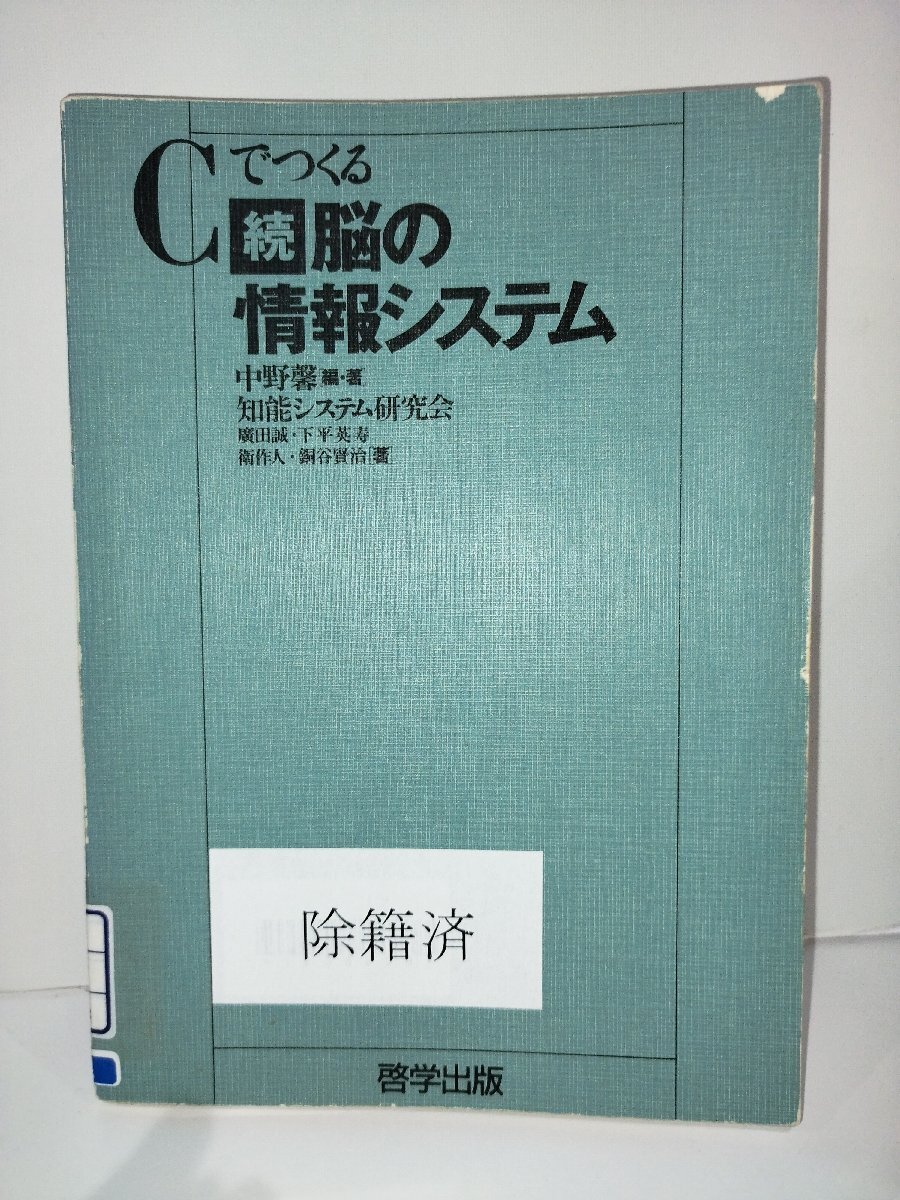 Cでつくる
続脳の
情報システム
中野馨編・著
知能システム研究会
廣田誠・下平英寿
衛作人・銅谷賢治[著]
除籍済
啓学出版